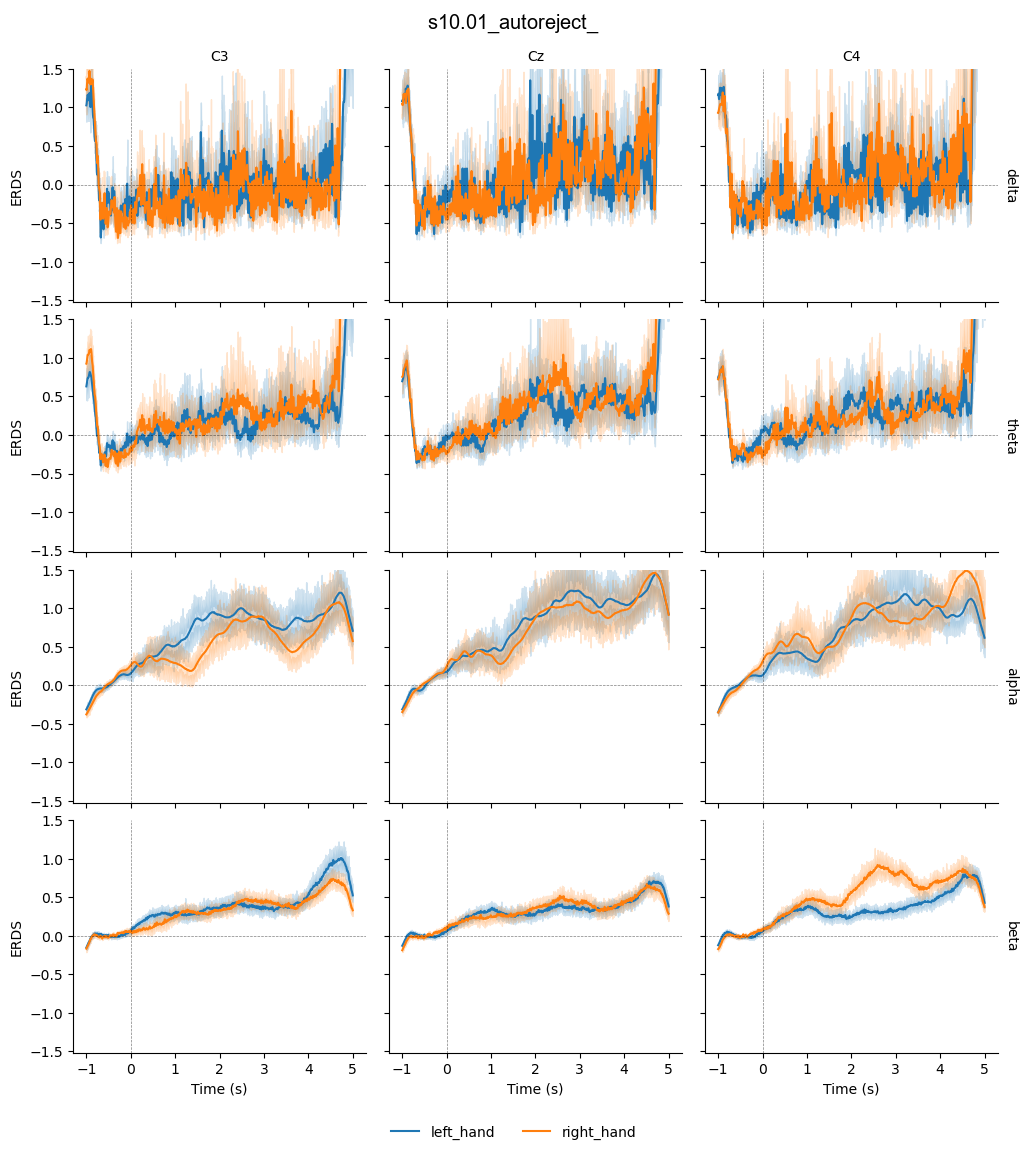 s10.01_autoreject_
C3 Cz C4
1.5
1.0
0.5
ERDS 0.0 delta
−0.5
−1.0
−1.5
1.5
1.0
0.5
ERDS 0.0 theta
−0.5
−1.0
−1.5
1.5
1.0
0.5
ERDS 0.0 alpha
−0.5
−1.0
−1.5
1.5
1.0
0.5
ERDS 0.0 beta
−0.5
−1.0
−1.5
−1 0 1 2 3 4 5 −1 0 1 2 3 4 5 −1 0 1 2 3 4 5
Time (s) Time (s) Time (s)
left_hand right_hand